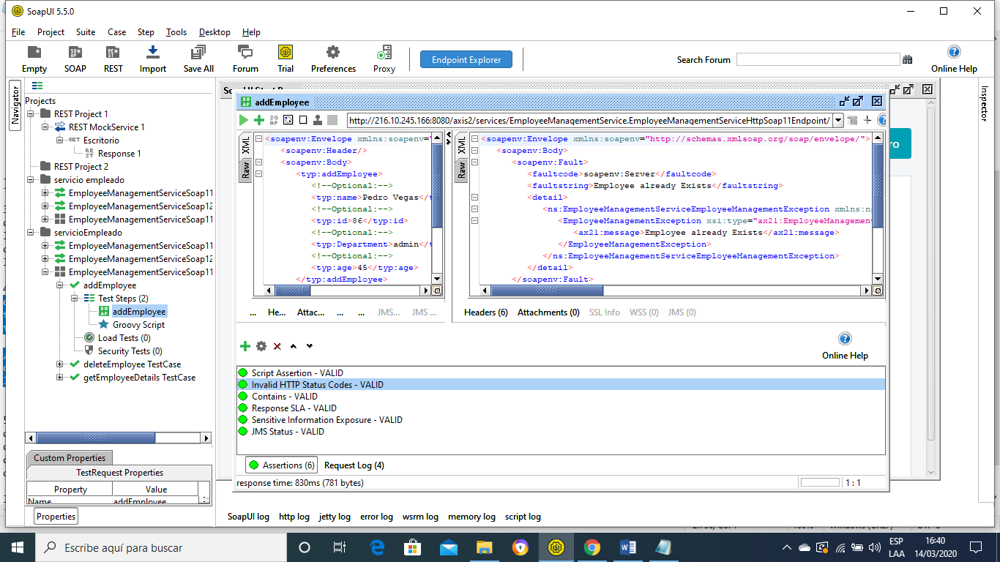 SoapUI 5.5.0
File Project Suite Case Step Tools Desktop Help
Empty SOAP REST Import Save All Forum Trial Preferences Proxy
Endpoint Explorer
Search Forum
Online Help
Navigator
Projects
REST Project 1
REST MockService 1
GET Escritorio
REST Response 1
REST Project 2
servicio empleado
EmployeeManagementServiceSoap11
EmployeeManagementServiceSoap12
EmployeeManagementServiceSoap11
servicioEmpleado
EmployeeManagementServiceSoap11
EmployeeManagementServiceSoap12
EmployeeManagementServiceSoap11
addEmployee
Test Steps (2)
addEmployee
Groovy Script
Load Tests (0)
Security Tests (0)
deleteEmployee TestCase
getEmployeeDetails TestCase
Custom Properties
TestRequest Properties
Property Value
Name addEmployee
Properties
addEmployee
http://216.10.245.166:8080/axis2/services/EmployeeManagementService.EmployeeManagementServiceHttpSoap11Endpoint/
XML
Raw
<soapenv:Envelope xmlns:soapenv="
<soapenv:Header/>
<soapenv:Body>
<typ:addEmployee>
<!--Optional:-->
<typ:name>Pedro Vegas</t
<!--Optional:-->
<typ:id>86</typ:id>
<!--Optional:-->
<typ:Department>admin</t
<!--Optional:-->
<typ:age>45</typ:age>
</typ:addEmployee>
XML
Raw
<soapenv:Envelope xmlns:soapenv="http://schemas.xmlsoap.org/soap/envelope/">
<soapenv:Body>
<soapenv:Fault>
<faultcode>soapenv:Server</faultcode>
<faultstring>Employee already Exists</faultstring>
<detail>
<ns:EmployeeManagementServiceEmployeeManagementException xmlns:ns
<EmployeeManagementException xsi:type="ax21:EmployeeManagement
<ax21:message>Employee already Exists</ax21:message>
</EmployeeManagementException>
</ns:EmployeeManagementServiceEmployeeManagementException>
</detail>
</soapenv:Fault>
... He... Attac... ... ... JMS... JMS ...
Headers (6) Attachments (0) SSL Info WSS (0) JMS (0)
Online Help
Script Assertion - VALID
Invalid HTTP Status Codes - VALID
Contains - VALID
Response SLA - VALID
Sensitive Information Exposure - VALID
JMS Status - VALID
Assertions (6) Request Log (4)
response time: 830ms (781 bytes)
1 : 1
Inspector
SoapUI log http log jetty log error log wsrm log memory log script log
Escribe aquí para buscar
ESP
LAA
16:40
14/03/2020